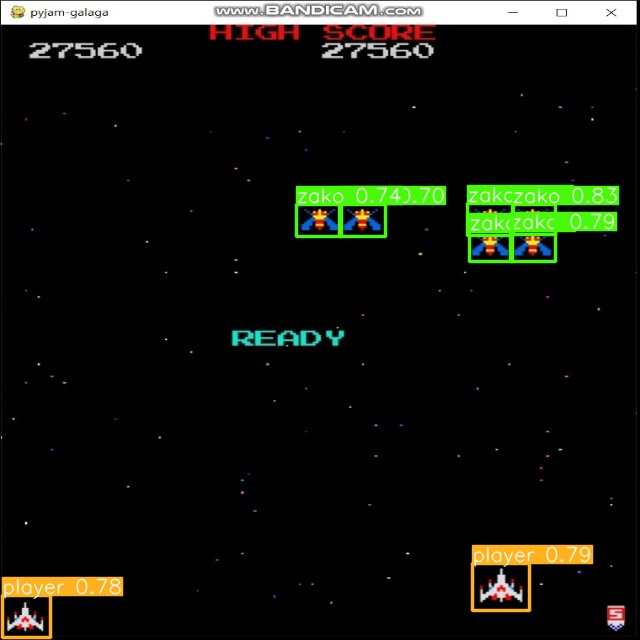 pyjam-galaga
www.BANDICAM.com
HIGH SCORE
27560 27560
zako 0.74 0.70 zako zako 0.83
zako zako 0.79
READY
player 0.79
player 0.78
S